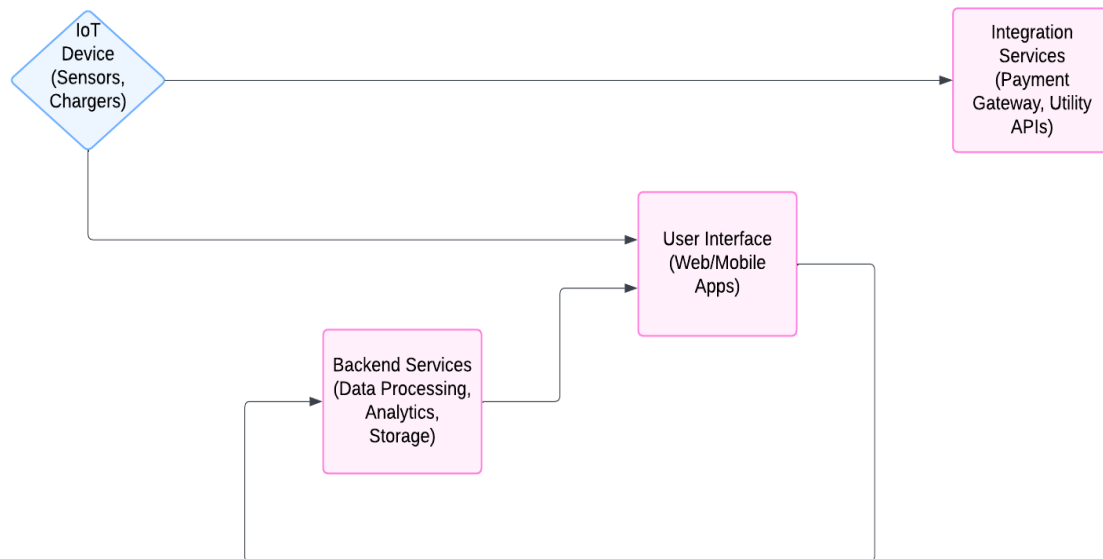 IoT
Device
(Sensors,
Chargers)
Integration
Services
(Payment
Gateway, Utility
APIs)
User Interface
(Web/Mobile
Apps)
Backend Services
(Data Processing,
Analytics,
Storage)